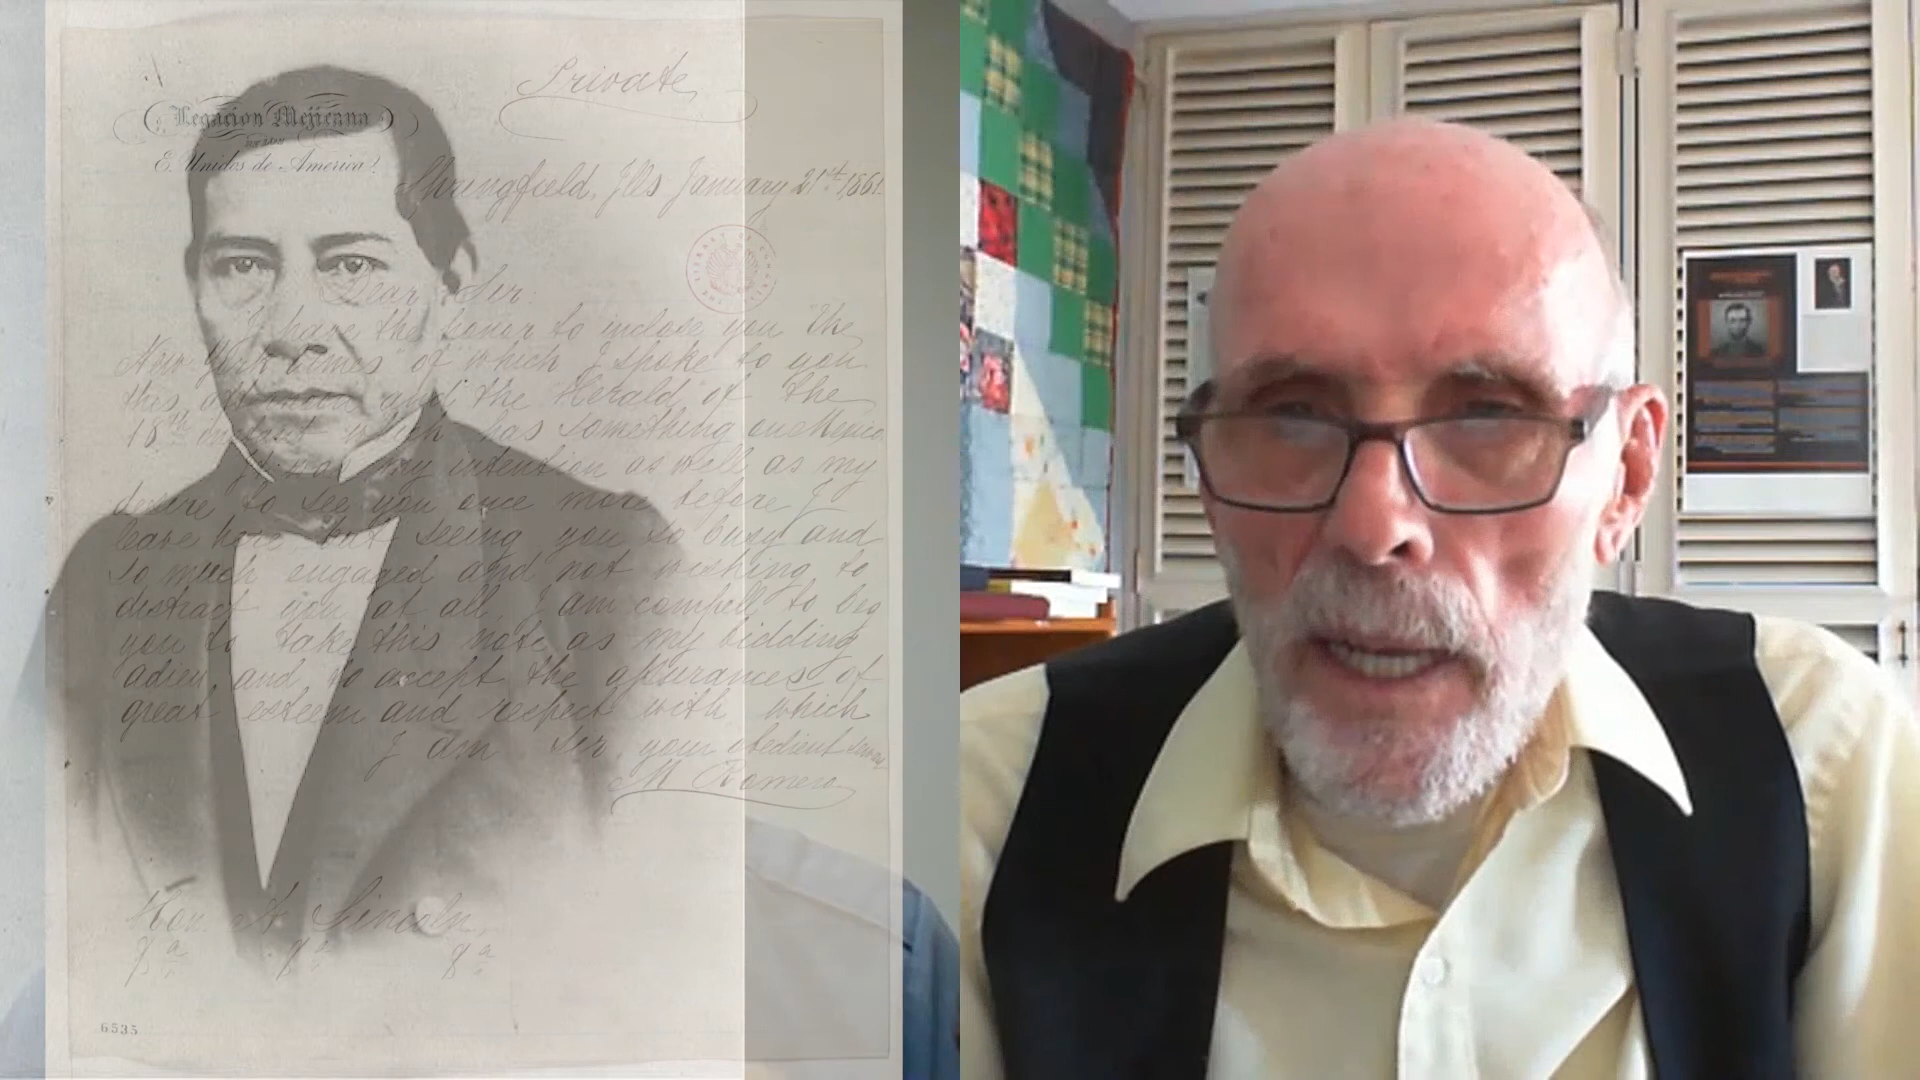 Private
Legacion Mejicana
E. Unidos de America.
Springfield, Ills January 21st 1861.
Dear Sir.
I have the honor to inclose you "The
New York Times" of which I spoke to you
this and the Herald of the
18th which has something on Mexico
It was my intention as well as my
desire to see you once more before I
leave here but seeing you so busy and
so much engaged and not wishing to
distract you at all, I am compell to beg
you to take this note as my bidding
adieu and to accept the assurances of
great esteem and respect with which
I am Sir your obedient
M Romero
Hon. A. Lincoln,
6535